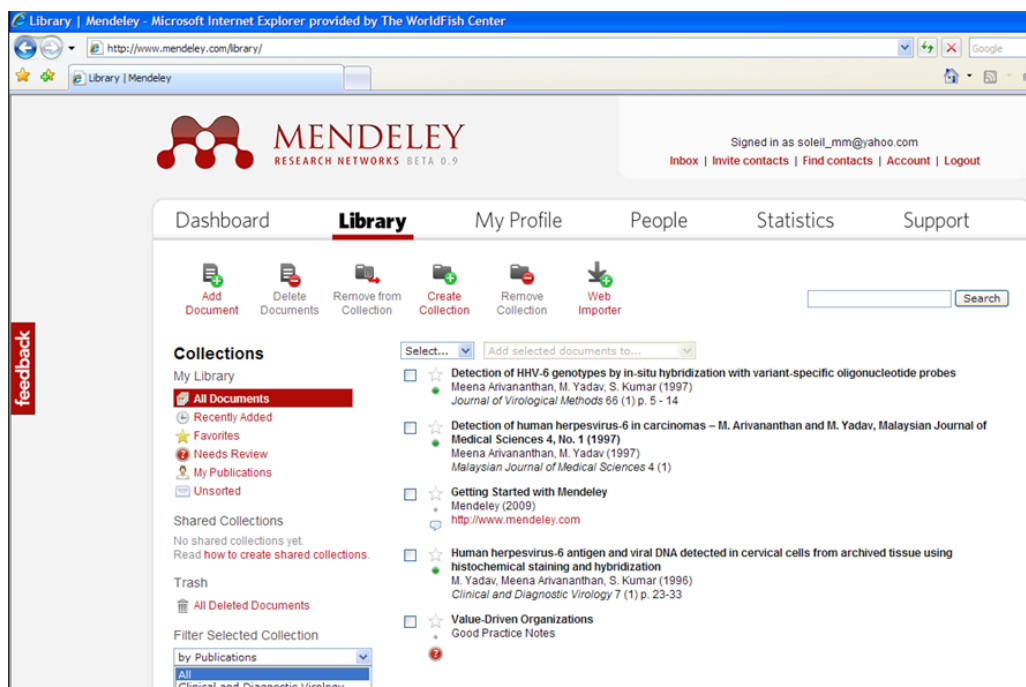 Library | Mendeley - Microsoft Internet Explorer provided by The WorldFish Center
http://www.mendeley.com/library/
Google
Library | Mendeley
MENDELEY
RESEARCH NETWORKS BETA 0.9
Signed in as soleil_mm@yahoo.com
Inbox | Invite contacts | Find contacts | Account | Logout
Dashboard Library My Profile People Statistics Support
Add Document
Delete Documents
Remove from Collection
Create Collection
Remove Collection
Web Importer
Search
feedback
Collections
My Library
All Documents
Recently Added
Favorites
Needs Review
My Publications
Unsorted
Shared Collections
No shared collections yet.
Read how to create shared collections.
Trash
All Deleted Documents
Filter Selected Collection
by Publications
All
Clinical and Diagnostic Virology
Select... Add selected documents to...
Detection of HHV-6 genotypes by in-situ hybridization with variant-specific oligonucleotide probes
Meena Arivananthan, M. Yadav, S. Kumar (1997)
Journal of Virological Methods 66 (1) p. 5 - 14
Detection of human herpesvirus-6 in carcinomas – M. Arivananthan and M. Yadav, Malaysian Journal of
Medical Sciences 4, No. 1 (1997)
Meena Arivananthan, M. Yadav (1997)
Malaysian Journal of Medical Sciences 4 (1)
Getting Started with Mendeley
Mendeley (2009)
http://www.mendeley.com
Human herpesvirus-6 antigen and viral DNA detected in cervical cells from archived tissue using
histochemical staining and hybridization
M. Yadav, Meena Arivananthan, S. Kumar (1996)
Clinical and Diagnostic Virology 7 (1) p. 23-33
Value-Driven Organizations
Good Practice Notes